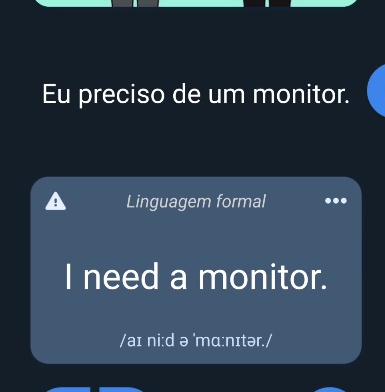 Eu preciso de um monitor.
Linguagem formal
I need a monitor.
/aɪ niːd ə ˈmɑːnɪtər./